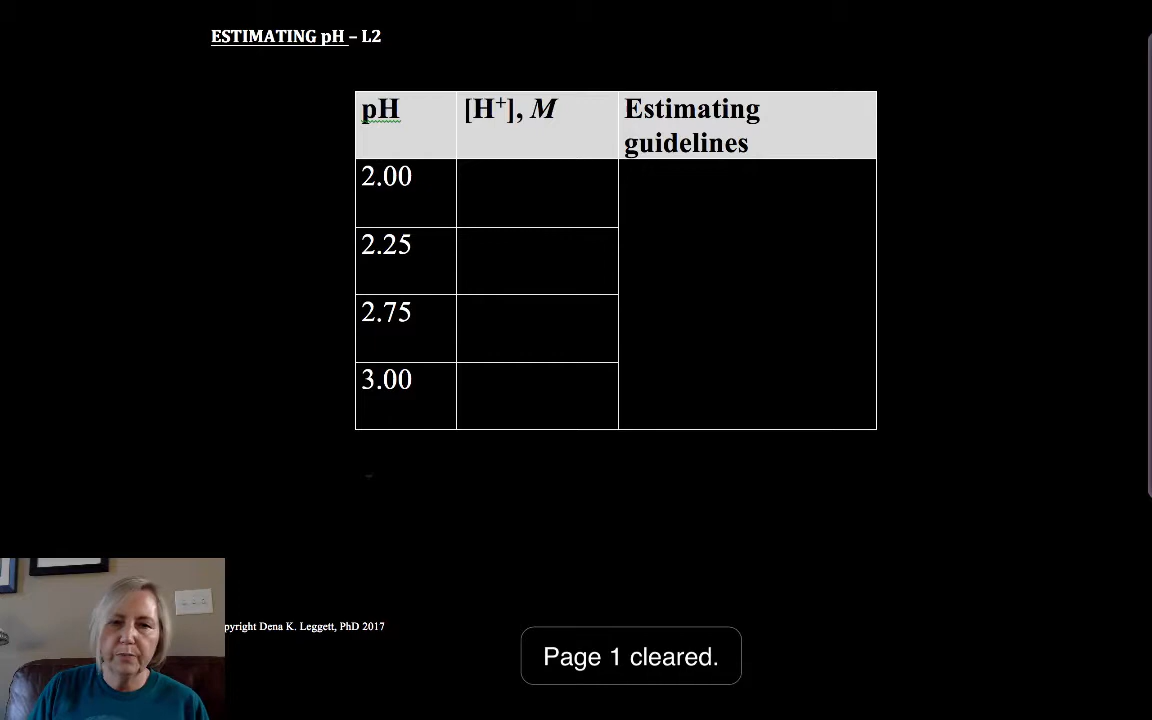 ESTIMATING pH – L2
pH [H⁺], M Estimating
guidelines
2.00
2.25
2.75
3.00
pyright Dena K. Leggett, PhD 2017
Page 1 cleared.